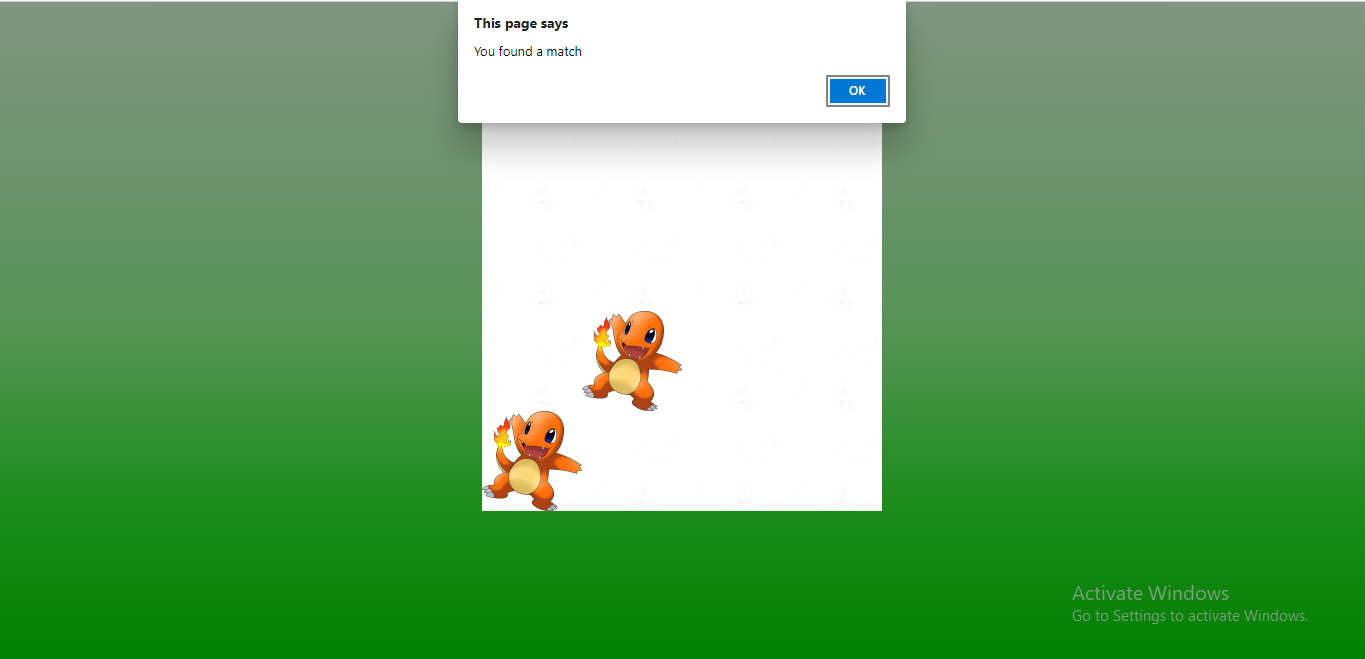 This page says
You found a match
OK
Activate Windows
Go to Settings to activate Windows.